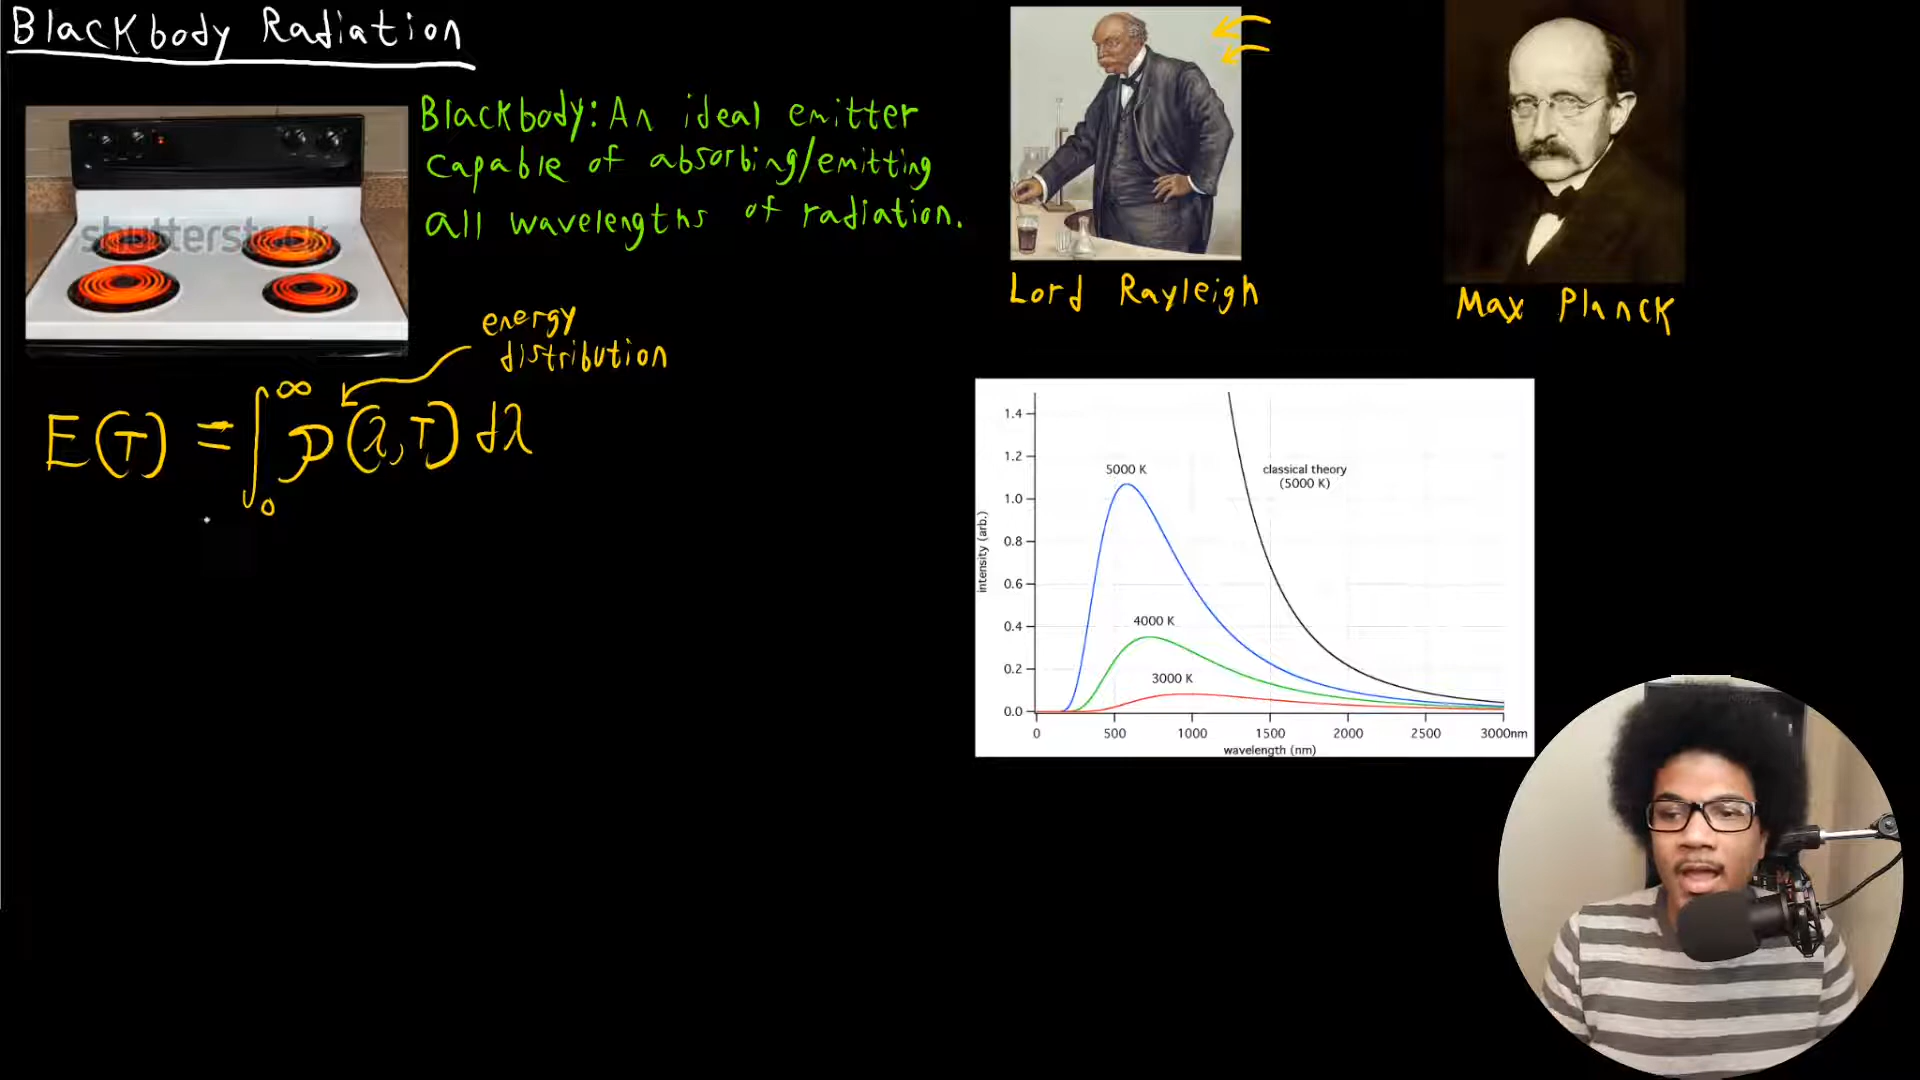 Blackbody Radiation
shutterstock
Blackbody: An ideal emitter
capable of absorbing/emitting
all wavelengths of radiation.
Lord Rayleigh
Max Planck
energy
distribution
E(T) = ∫₀^∞ ρ(λ,T) dλ
1.4
1.2
1.0
0.8
0.6
0.4
0.2
0.0
intensity (arb.)
5000 K
classical theory
(5000 K)
4000 K
3000 K
0 500 1000 1500 2000 2500 3000nm
wavelength (nm)